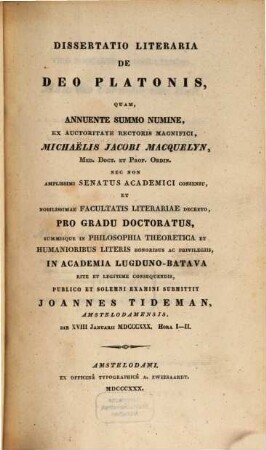 DISSERTATIO LITERARIA
DE
DEO PLATONIS,
QUAM,
ANNUENTE SUMMO NUMINE,
EX AUCTORITATE RECTORIS MAGNIFICI,
MICHAËLIS JACOBI MACQUELYN,
MED. DOCT. ET PROF. ORDIN.
NEC NON
AMPLISSIMI SENATUS ACADEMICI CONSENSU,
ET
NOBILISSIMAE FACULTATIS LITERARIAE DECRETO,
PRO GRADU DOCTORATUS,
SUMMISQUE IN PHILOSOPHIA THEORETICA ET
HUMANIORIBUS LITERIS HONORIBUS AC PRIVILEGIIS,
IN ACADEMIA LUGDUNO-BATAVA
RITE ET LEGITIME CONSEQUENDIS,
PUBLICO ET SOLEMNI EXAMINI SUBMITTIT
JOANNES TIDEMAN,
AMSTELODAMENSIS.
DIE XVIII JANUARII MDCCCXXX. HORA I—II.
AMSTELODAMI,
EX OFFICINÂ TYPOGRAPHICÂ A. ZWEESAARDT.
MDCCCXXX.